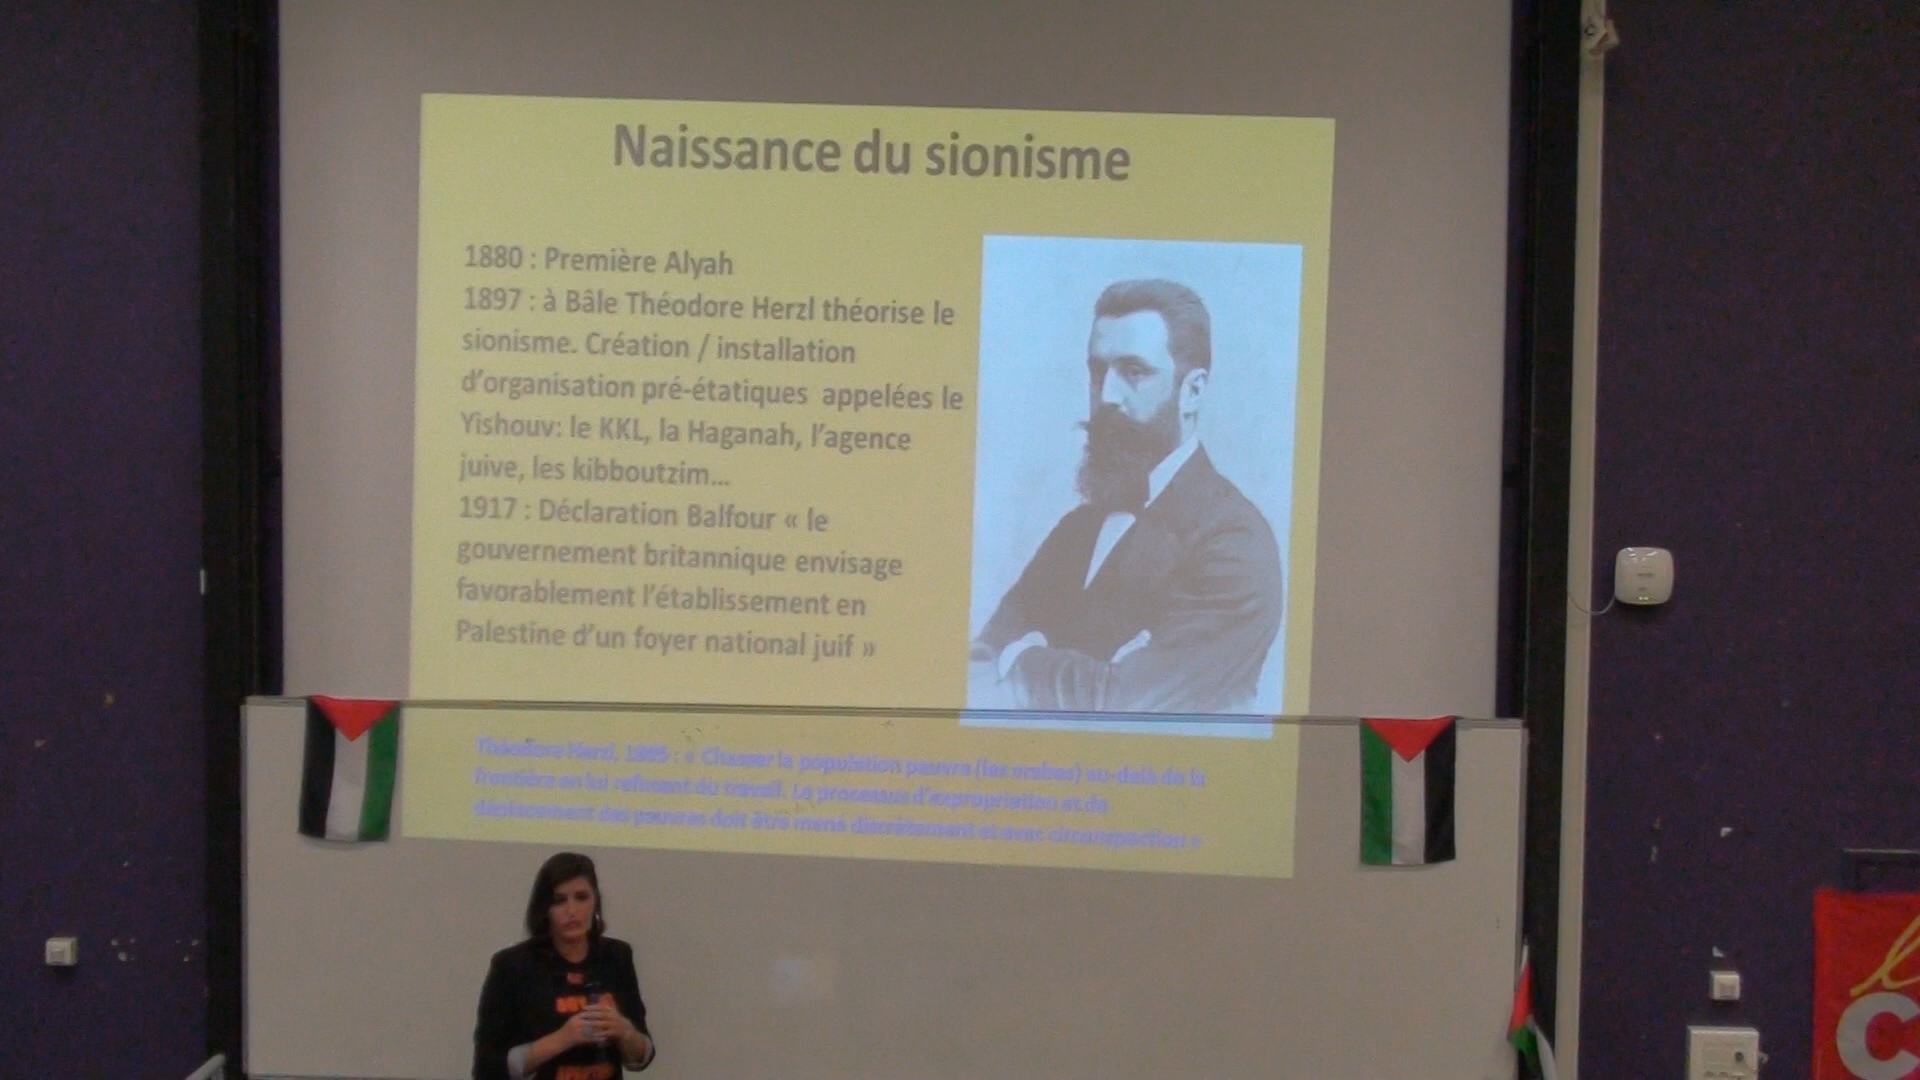 Naissance du sionisme
1880 : Première Alyah
1897 : à Bâle Théodore Herzl théorise le
sionisme. Création / installation
d'organisation pré-étatiques appelées le
Yishouv: le KKL, la Haganah, l'agence
juive, les kibboutzim...
1917 : Déclaration Balfour « le
gouvernement britannique envisage
favorablement l'établissement en
Palestine d'un foyer national juif »
Théodore Herzl, 1895 : « Chasser la population pauvre (les arabes) au-delà de la
frontière en lui refusant du travail. Le processus d'expropriation et de
déplacement des pauvres doit être mené discrètement et avec circonspection »